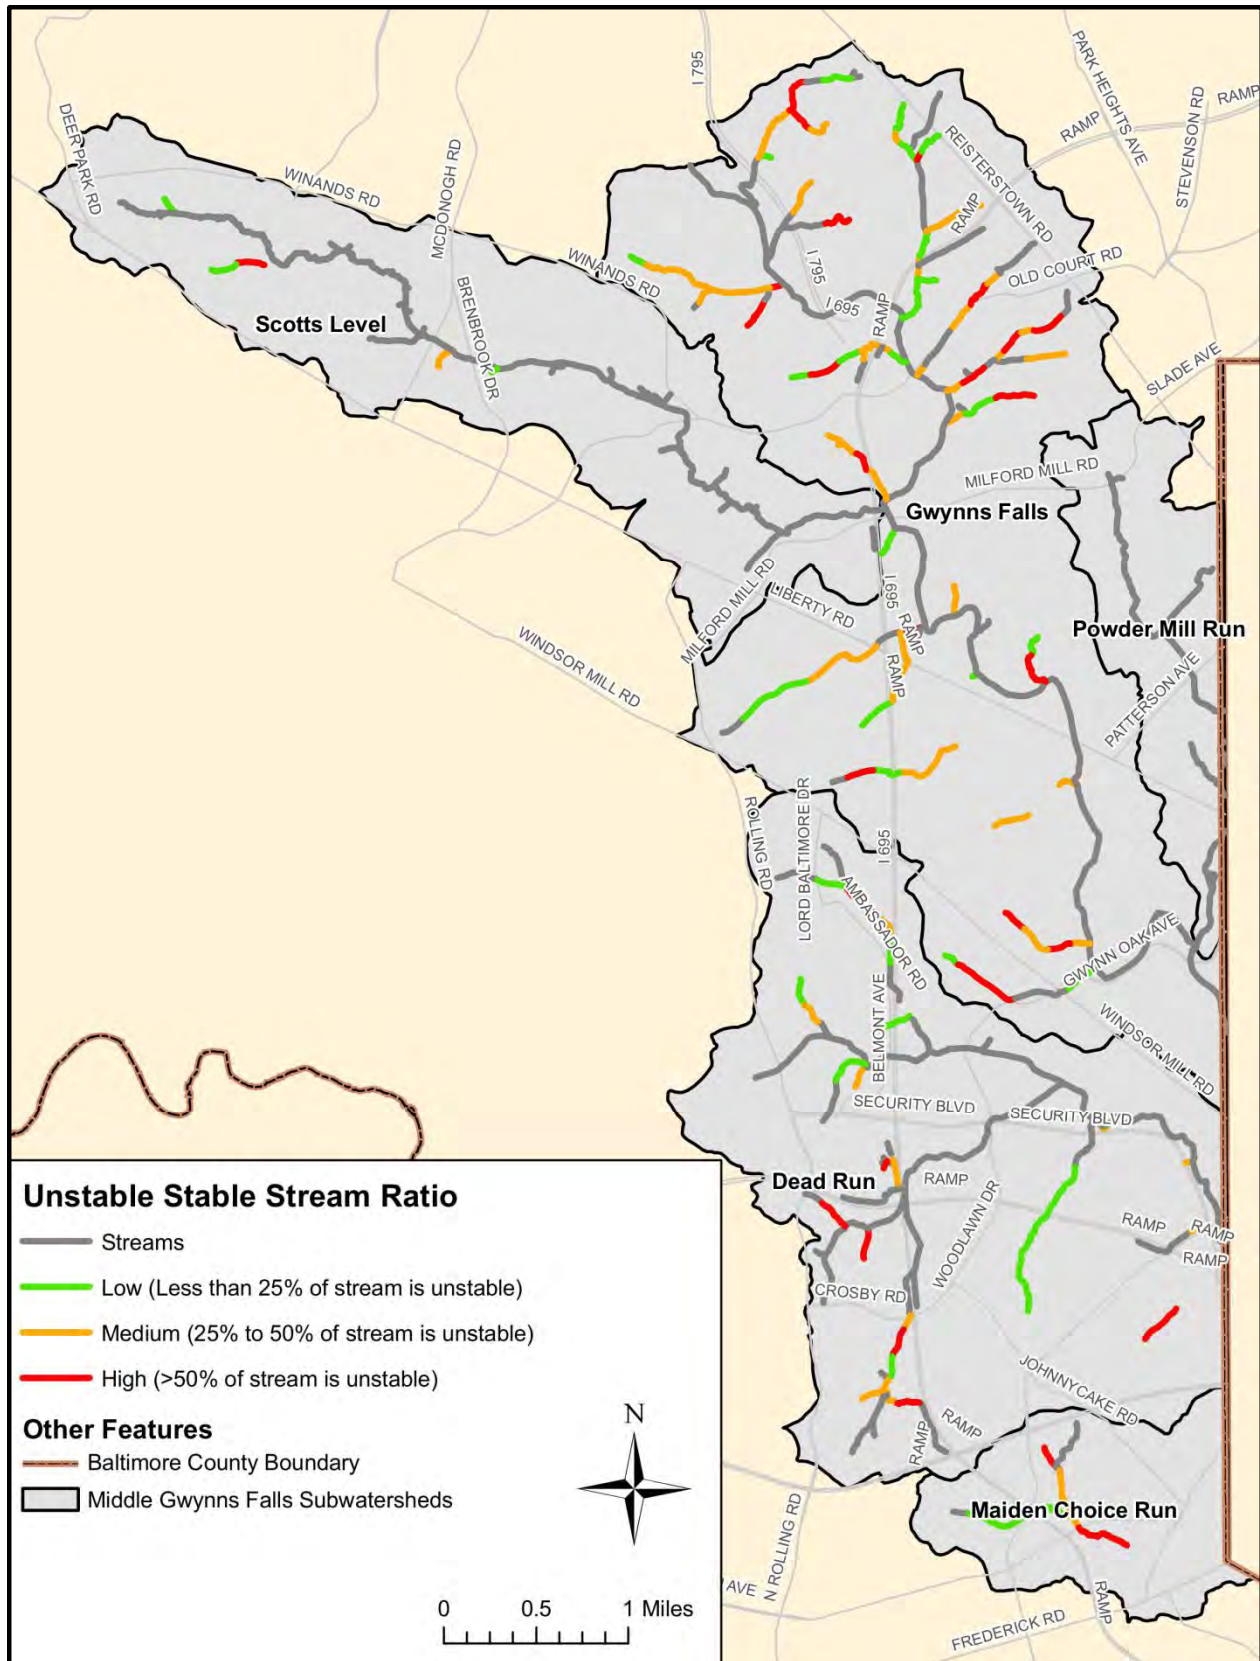 I 795
PARK HEIGHTS AVE
RAMP
RAMP
STEVENSON RD
DEER PARK RD
REISTERSTOWN RD
WINANDS RD
MCDONOGH RD
RAMP
OLD COURT RD
WINANDS RD
I 795
I 695
BRENBROOK DR
RAMP
Scotts Level
SLADE AVE
MILFORD MILL RD
Gwynns Falls
MILFORD MILL RD
LIBERTY RD
I 695
RAMP
Powder Mill Run
WINDSOR MILL RD
RAMP
PATTERSON AVE
ROLLING RD
LORD BALTIMORE DR
I 695
AMBASSADOR RD
GWYNN OAK AVE
BELMONT AVE
WINDSOR MILL RD
SECURITY BLVD
SECURITY BLVD
Dead Run
RAMP
WOODLAWN DR
RAMP
RAMP
RAMP
CROSBY RD
JOHNNYCAKE RD
RAMP
RAMP
Maiden Choice Run
N ROLLING RD
AVE
RAMP
FREDERICK RD
Unstable Stable Stream Ratio
Streams
Low (Less than 25% of stream is unstable)
Medium (25% to 50% of stream is unstable)
High (>50% of stream is unstable)
Other Features
Baltimore County Boundary
Middle Gwynns Falls Subwatersheds
N
0 0.5 1 Miles